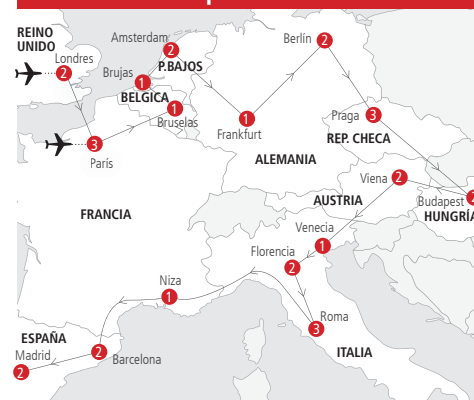 REINO
UNIDO
Londres
2
Amsterdam
2
P.BAJOS
Brujas
1
BELGICA
1
Bruselas
3
París
Berlín
2
1
Frankfurt
ALEMANIA
Praga
3
REP. CHECA
Viena
2
AUSTRIA
Budapest
HUNGRÍA
FRANCIA
Venecia
1
Florencia
2
Roma
3
ITALIA
Niza
1
ESPAÑA
Madrid
2
2
Barcelona